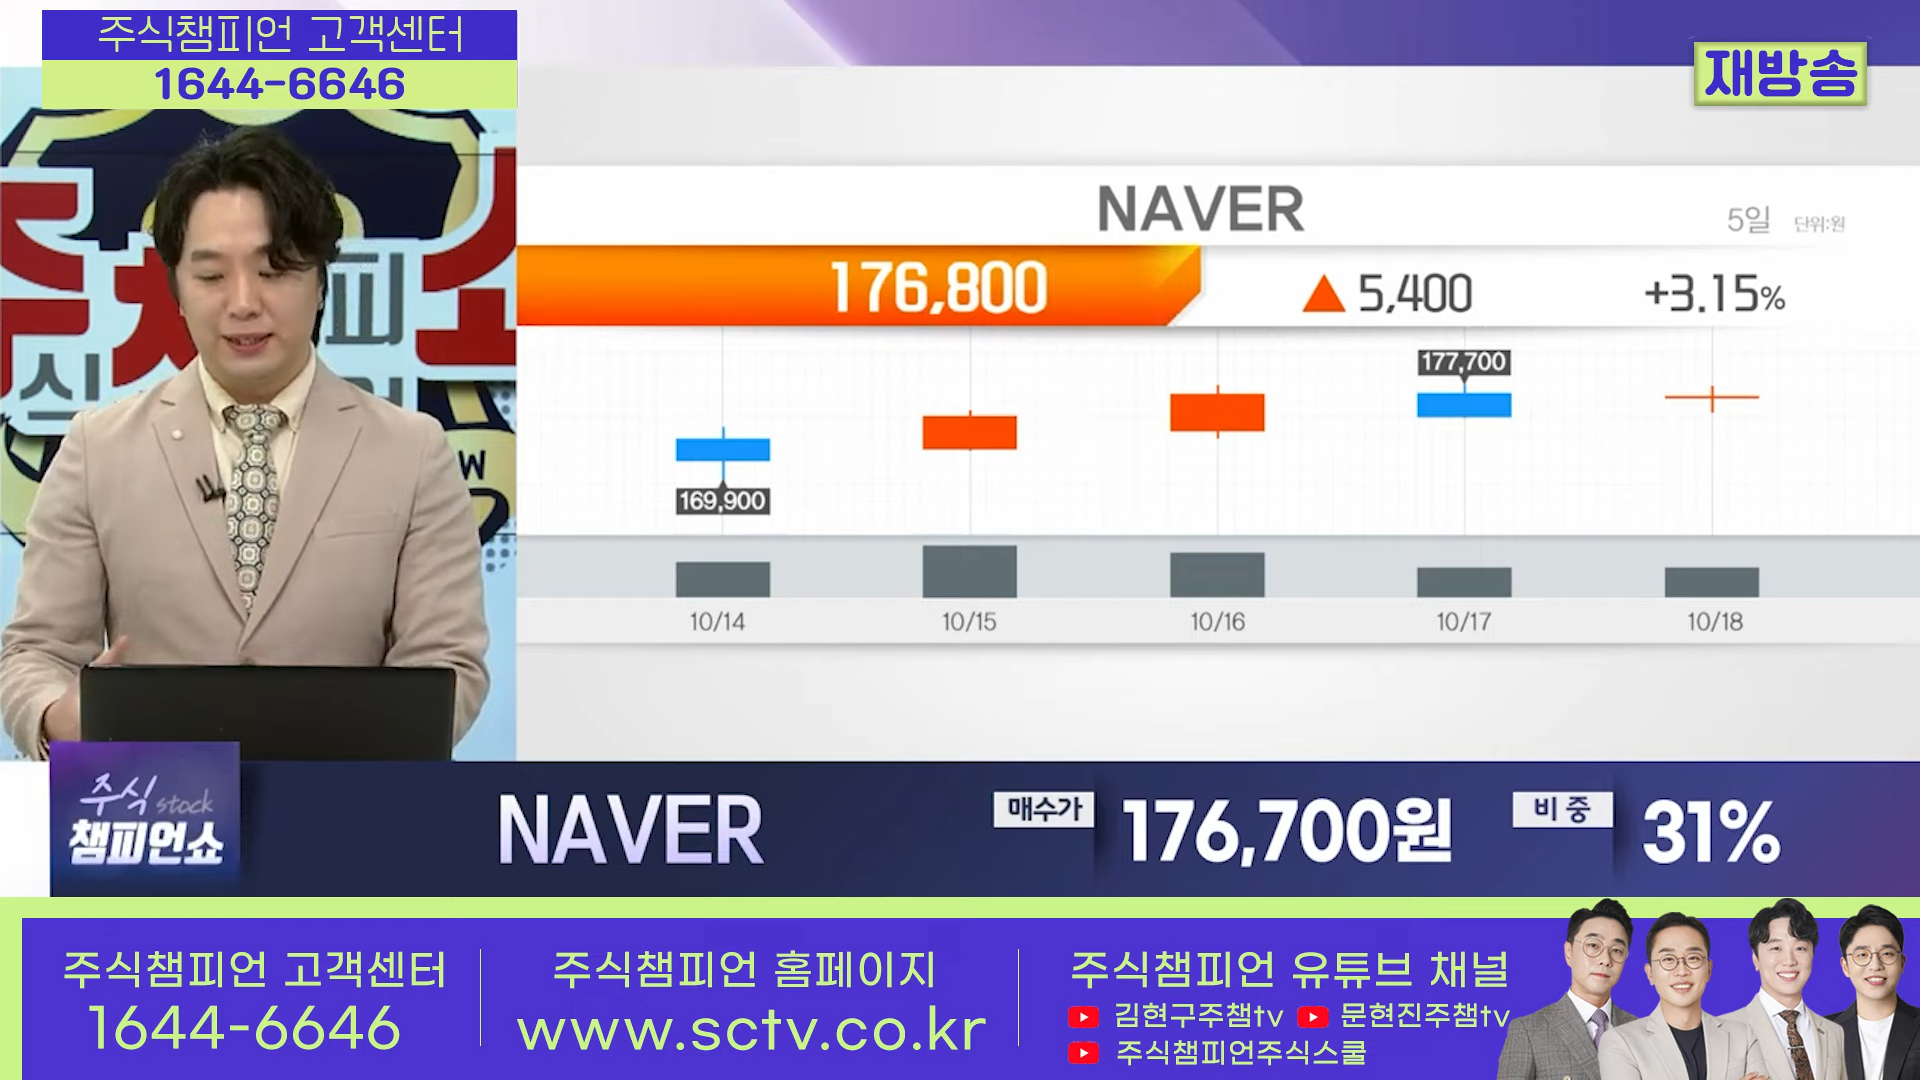 주식챔피언 고객센터
1644-6646
재방송
NAVER
5일 단위:원
176,800 ▲5,400 +3.15%
177,700
169,900
10/14 10/15 10/16 10/17 10/18
피
식
W
주식 stock
챔피언쇼
NAVER 매수가 176,700원 비중 31%
주식챔피언 고객센터
1644-6646
주식챔피언 홈페이지
www.sctv.co.kr
주식챔피언 유튜브 채널
김현구주챔tv 문현진주챔tv
주식챔피언주식스쿨